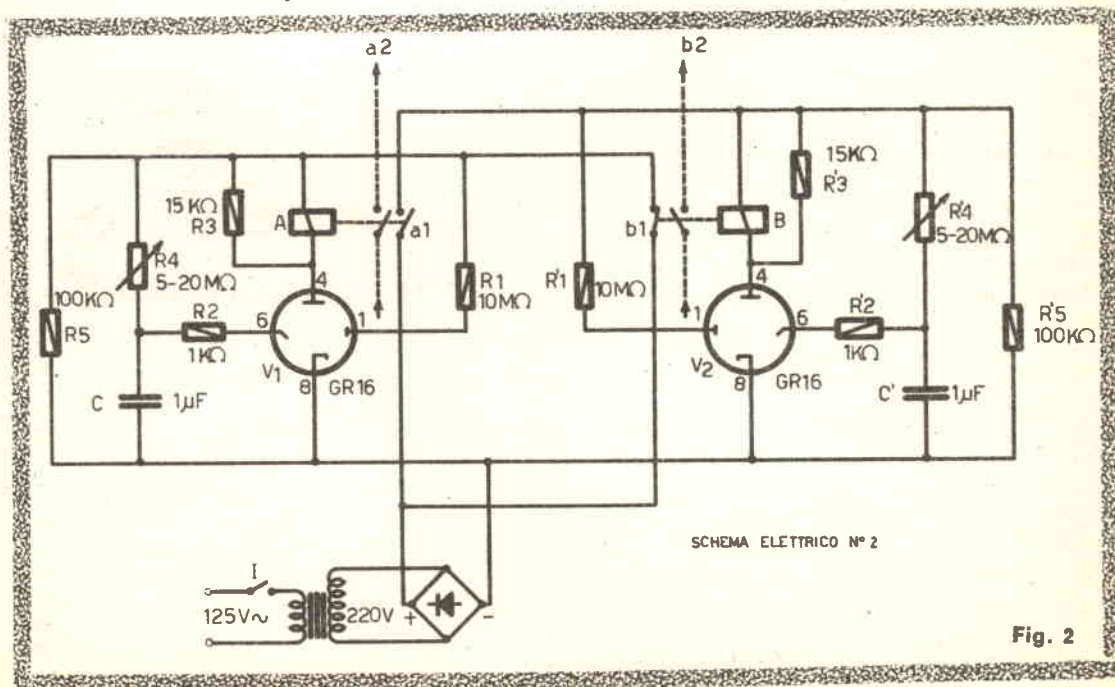 a2
b2
15KΩ
R3
A
a1
R4
5-20MΩ
100KΩ
R5
R2
1KΩ
6
4
1
8
V1
GR16
R1
10MΩ
C
1µF
b1
B
15KΩ
R'3
R'1
10MΩ
4
1
6
8
V2
GR16
R'2
1KΩ
R'4
5-20MΩ
R'5
100KΩ
C'
1µF
I
125V~
220V
+
-
SCHEMA ELETTRICO N° 2
Fig. 2